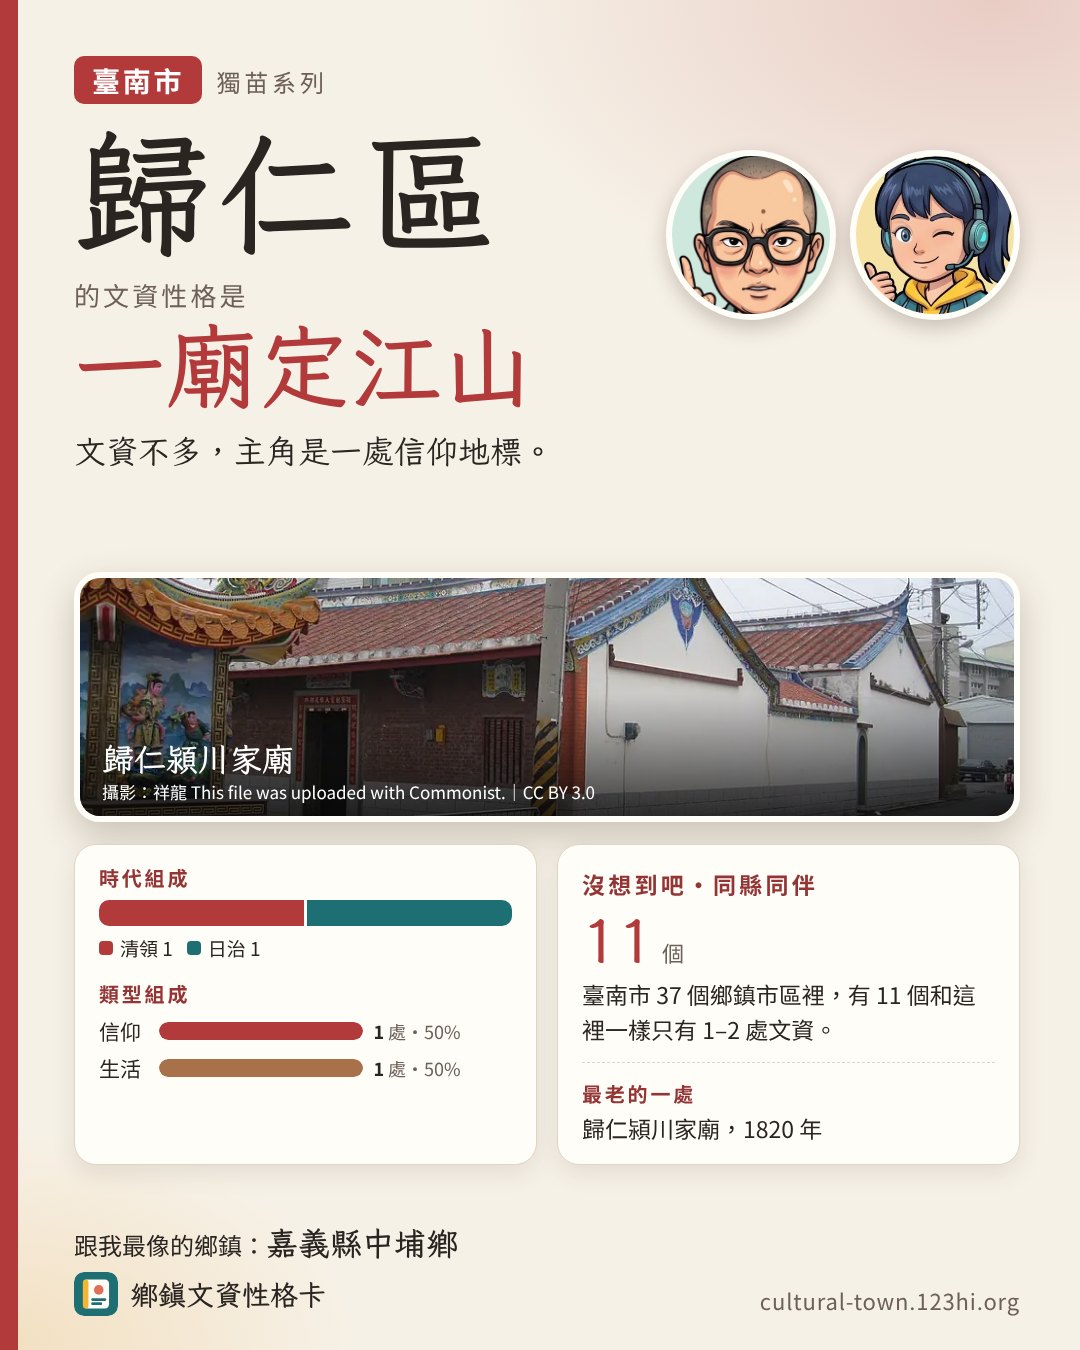 臺南市 獨苗系列
歸仁區
的文資性格是
一廟定江山
文資不多，主角是一處信仰地標。
歸仁潁川家廟
攝影：祥龍 This file was uploaded with Commonist.｜CC BY 3.0
時代組成
清領 1 日治 1
類型組成
信仰 1 處・50%
生活 1 處・50%
沒想到吧・同縣同伴
11 個
臺南市 37 個鄉鎮市區裡，有 11 個和這
裡一樣只有 1–2 處文資。
最老的一處
歸仁潁川家廟，1820 年
跟我最像的鄉鎮：嘉義縣中埔鄉
鄉鎮文資性格卡
cultural-town.123hi.org